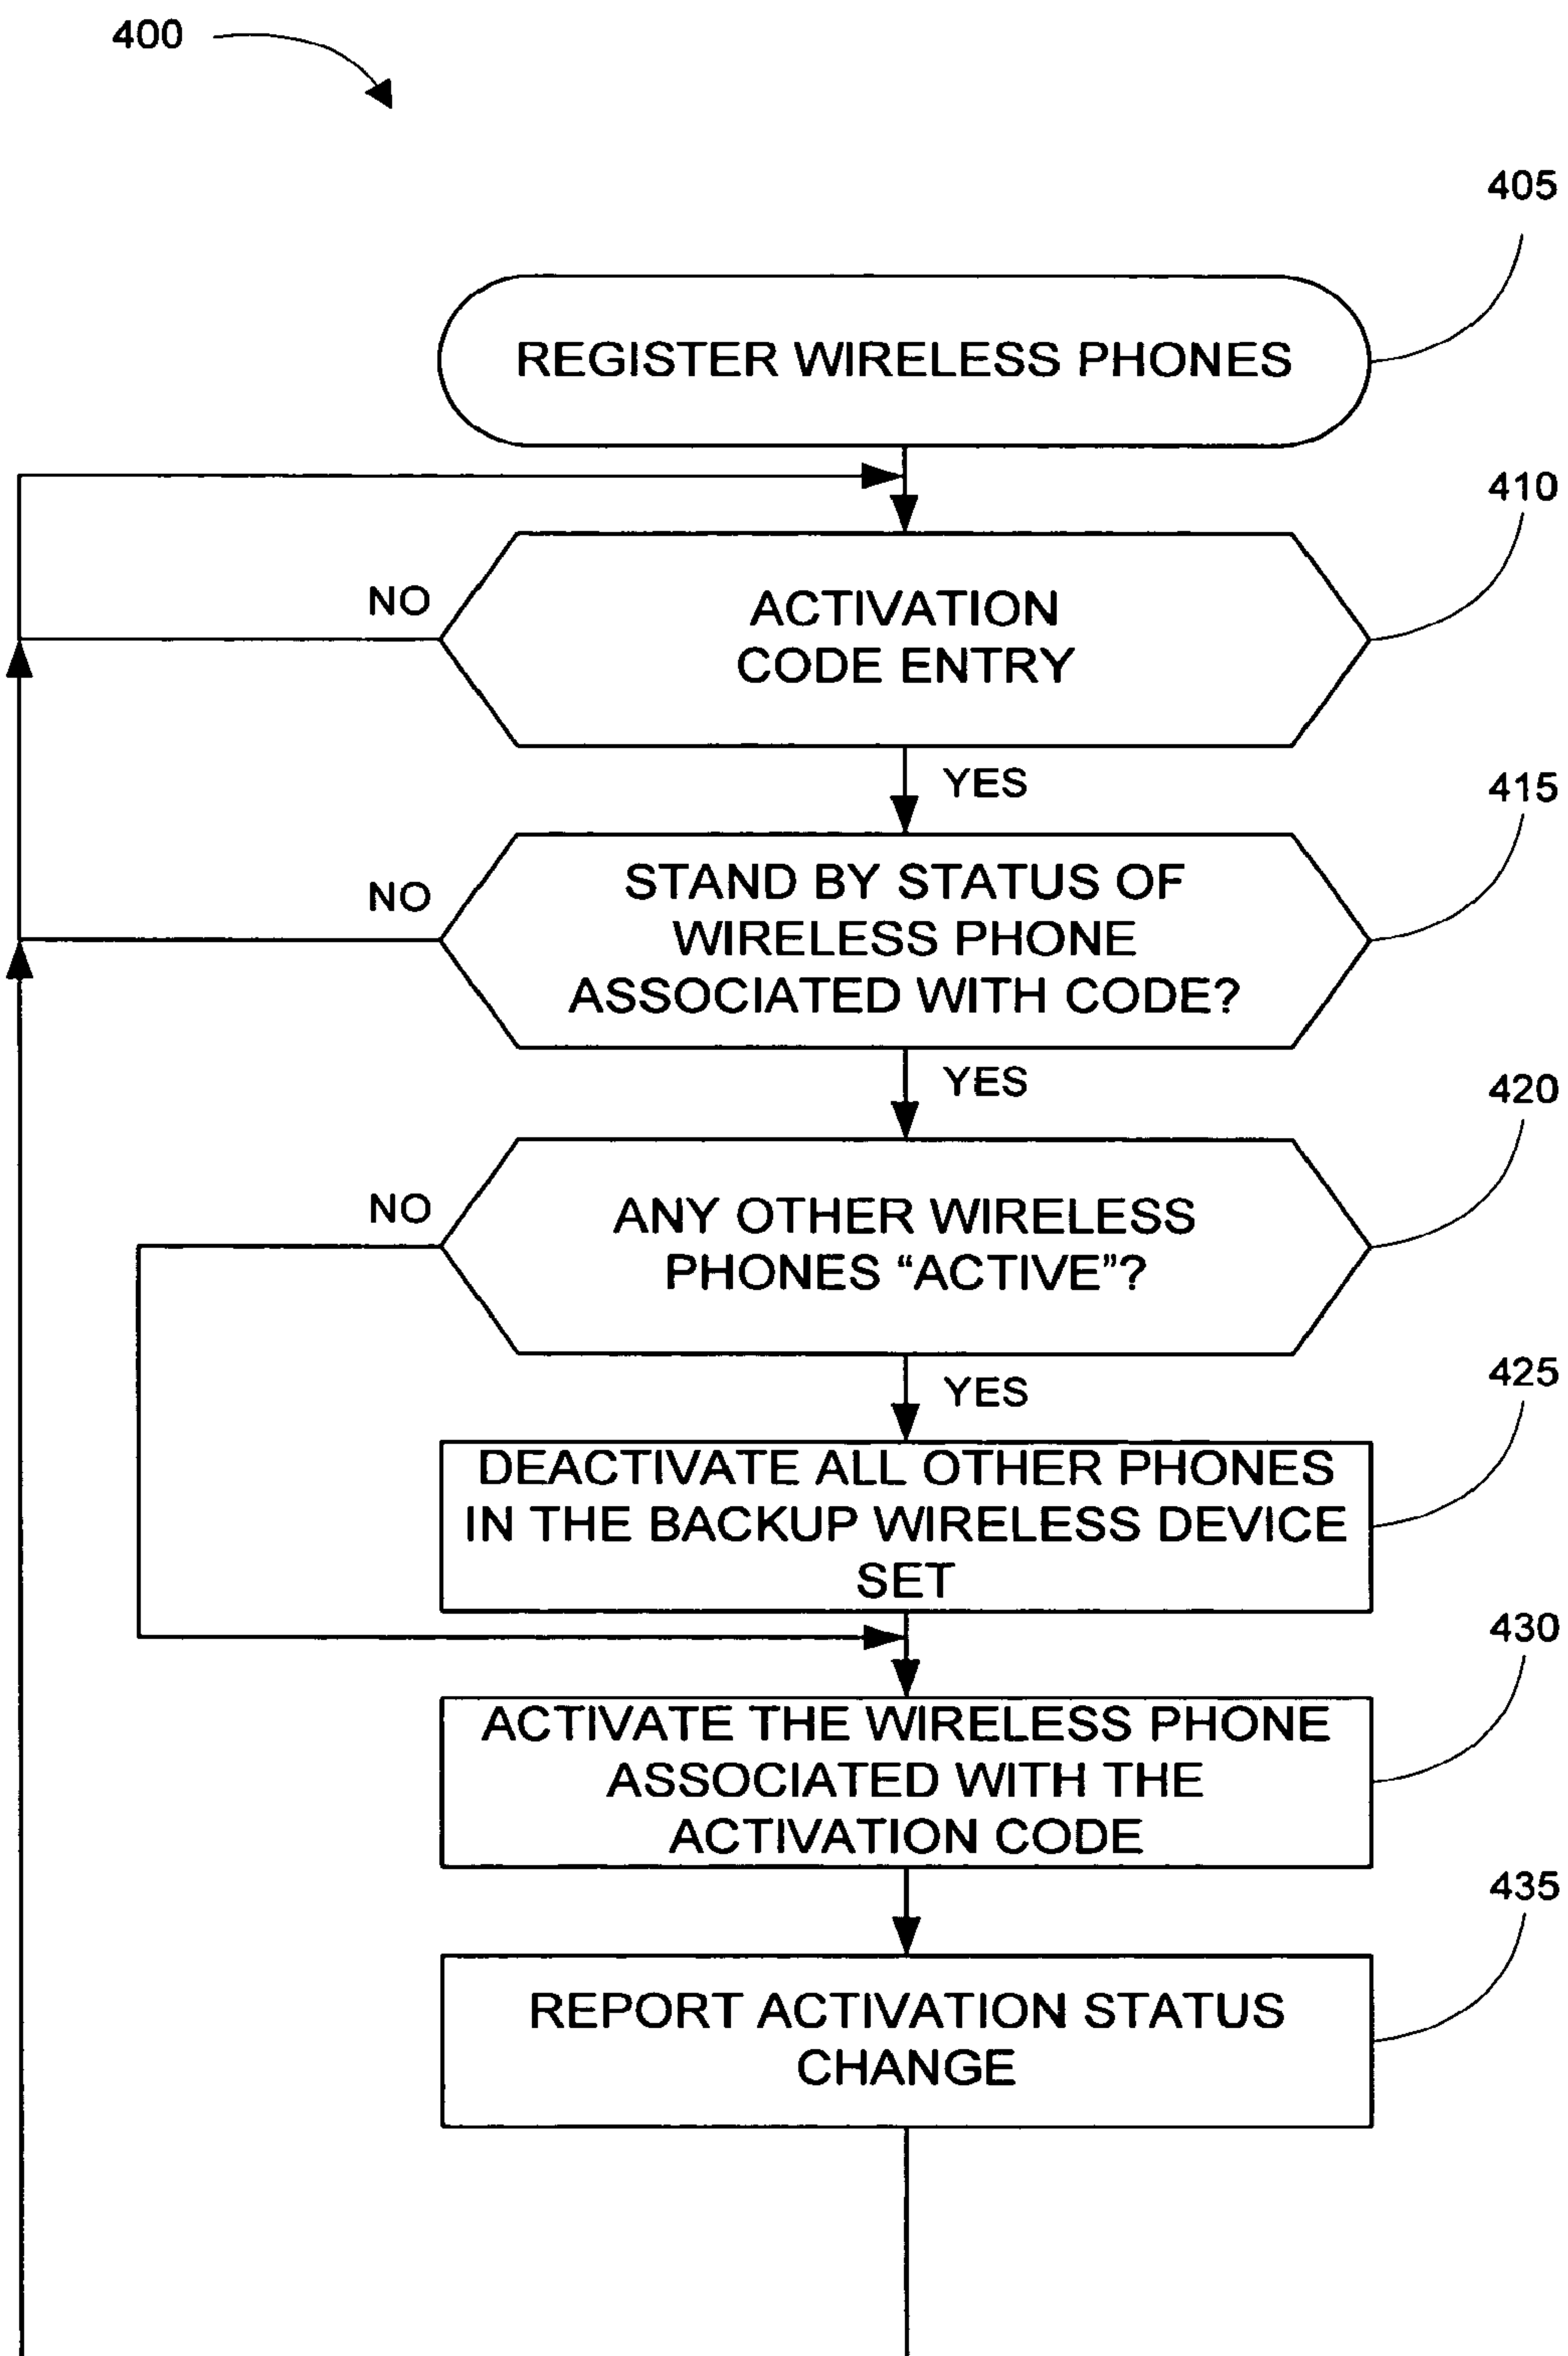 400
405
REGISTER WIRELESS PHONES
410
NO
ACTIVATION
CODE ENTRY
YES
415
NO
STAND BY STATUS OF
WIRELESS PHONE
ASSOCIATED WITH CODE?
YES
420
NO
ANY OTHER WIRELESS
PHONES “ACTIVE”?
YES
425
DEACTIVATE ALL OTHER PHONES
IN THE BACKUP WIRELESS DEVICE
SET
430
ACTIVATE THE WIRELESS PHONE
ASSOCIATED WITH THE
ACTIVATION CODE
435
REPORT ACTIVATION STATUS
CHANGE